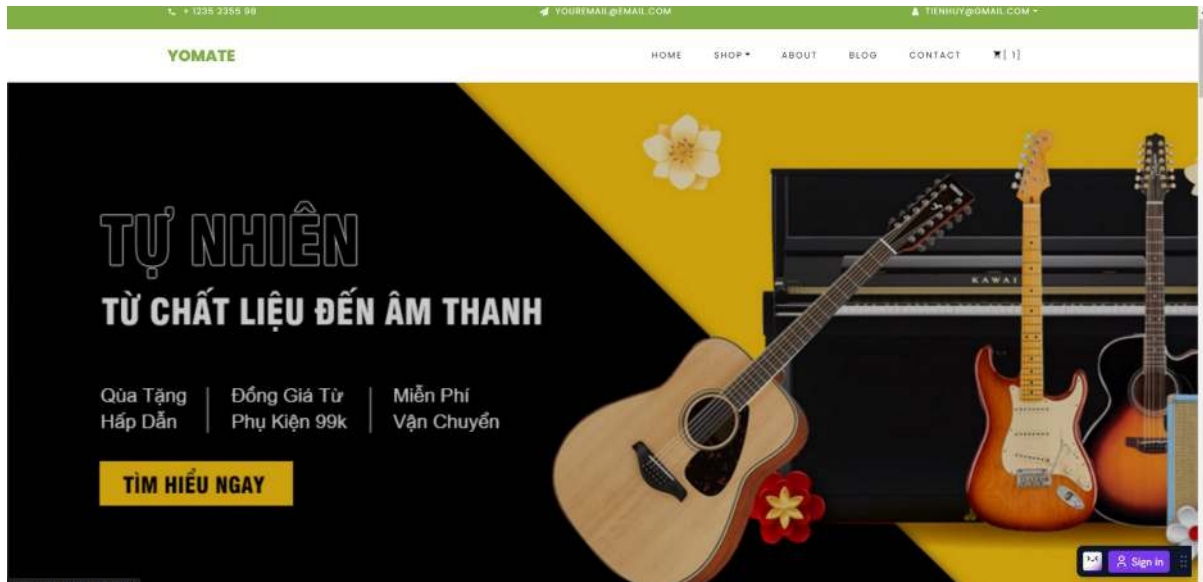 + 1235 2355 98
YOUREMAIL@EMAIL.COM
TIENHUY@GMAIL.COM
YOMATE
HOME SHOP ABOUT BLOG CONTACT [ 1]
TỰ NHIÊN
TỪ CHẤT LIỆU ĐẾN ÂM THANH
KAWAI
Qùa Tặng
Hấp Dẫn
Đồng Giá Từ
Phụ Kiện 99k
Miễn Phí
Vận Chuyển
TÌM HIỂU NGAY
Sign in